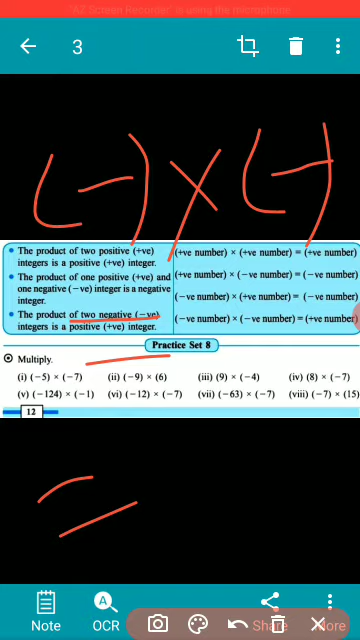 "AZ Screen Recorder" is using the microphone
3
(-) × (-)
• The product of two positive (+ve)
integers is a positive (+ve) integer.
(+ve number) × (+ve number) = (+ve number)
• The product of one positive (+ve) and
one negative (−ve) integer is a negative
integer.
(+ve number) × (−ve number) = (−ve number)
(−ve number) × (+ve number) = (−ve number)
• The product of two negative (−ve)
integers is a positive (+ve) integer.
(−ve number) × (−ve number) = (+ve number)
Practice Set 8
Multiply.
(i) (−5) × (−7) (ii) (−9) × (6) (iii) (9) × (−4) (iv) (8) × (−7)
(v) (−124) × (−1) (vi) (−12) × (−7) (vii) (−63) × (−7) (viii) (−7) × (15)
12
=
Note OCR Share More